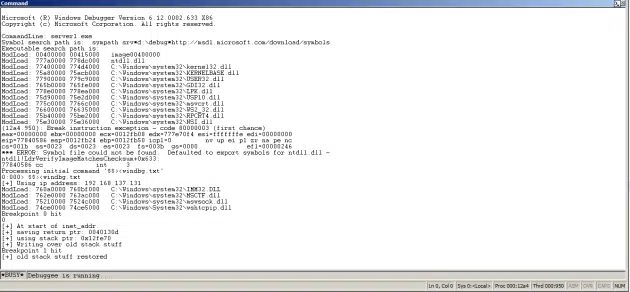 Command
Microsoft (R) Windows Debugger Version 6.12.0002.633 X86
Copyright (c) Microsoft Corporation. All rights reserved.
CommandLine: server1.exe
Symbol search path is: sympath srv*d:\debug*http://msdl.microsoft.com/download/symbols
Executable search path is:
ModLoad: 00400000 00415000 image00400000
ModLoad: 777a0000 778dc000 ntdll.dll
ModLoad: 77400000 774d4000 C:\Windows\system32\kernel32.dll
ModLoad: 75a80000 75acb000 C:\Windows\system32\KERNELBASE.dll
ModLoad: 77900000 779c9000 C:\Windows\system32\USER32.dll
ModLoad: 765b0000 765fe000 C:\Windows\system32\GDI32.dll
ModLoad: 778e0000 778ea000 C:\Windows\system32\LPK.dll
ModLoad: 75d90000 75e2d000 C:\Windows\system32\USP10.dll
ModLoad: 775c0000 7766c000 C:\Windows\system32\msvcrt.dll
ModLoad: 76600000 76635000 C:\Windows\system32\WS2_32.dll
ModLoad: 75b40000 75be2000 C:\Windows\system32\RPCRT4.dll
ModLoad: 75e30000 75e36000 C:\Windows\system32\NSI.dll
(12a4.950): Break instruction exception - code 80000003 (first chance)
eax=00000000 ebx=00000000 ecx=0012fb08 edx=777e70f4 esi=fffffffe edi=00000000
eip=77840586 esp=0012fb24 ebp=0012fb50 iopl=0 nv up ei pl zr na pe nc
cs=001b ss=0023 ds=0023 es=0023 fs=003b gs=0000 efl=00000246
*** ERROR: Symbol file could not be found. Defaulted to export symbols for ntdll.dll -
ntdll!LdrVerifyImageMatchesChecksum+0x633:
77840586 cc int 3
Processing initial command '$$><windbg.txt'
0:000> $$><windbg.txt
[+] Using ip address: 192.168.137.131
ModLoad: 768a0000 768bf000 C:\Windows\system32\IMM32.DLL
ModLoad: 762e0000 763ac000 C:\Windows\system32\MSCTF.dll
ModLoad: 75210000 7524c000 C:\Windows\system32\mswsock.dll
ModLoad: 74ce0000 74ce5000 C:\Windows\System32\wshtcpip.dll
Breakpoint 0 hit
0
[+] At start of inet_addr.
[+] saving return ptr: 0040130d
[+] using stack ptr: 0x12fe70
[+] Writing over old stack stuff
Breakpoint 1 hit
[+] old stack stuff restored
*BUSY* Debuggee is running...
Ln 0, Col 0 Sys 0:<Local> Proc 000:12a4 Thrd 000:950 ASM OVR CAPS NUM